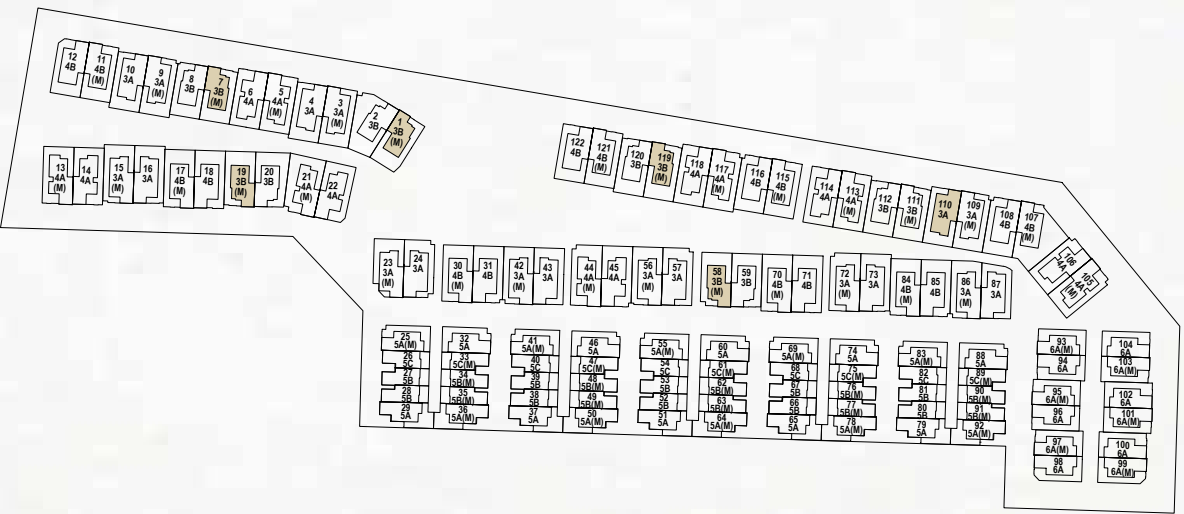 12
4B
11
4B
(M)
10
3A
9
3A
(M)
8
3B
7
3B
(M)
6
4A
5
4A
(M)
4
3A
3
3A
(M)
2
3B
1
3B
(M)
13
4A
(M)
14
4A
15
3A
(M)
16
3A
17
4B
(M)
18
4B
19
3B
(M)
20
3B
21
4A
(M)
22
4A
122
4B
121
4B
(M)
120
3B
119
3B
(M)
118
4A
117
4A
(M)
116
4B
115
4B
(M)
114
4A
113
4A
(M)
112
3B
111
3B
(M)
110
3A
109
3A
(M)
108
4B
107
4B
(M)
106
4A
105
4A
(M)
23
3A
(M)
24
3A
30
4B
(M)
31
4B
42
3A
(M)
43
3A
44
4A
(M)
45
4A
56
3A
(M)
57
3A
58
3B
(M)
59
3B
70
4B
(M)
71
4B
72
3A
(M)
73
3A
84
4B
(M)
85
4B
86
3A
(M)
87
3A
25
5A(M)
26
5C
27
5B
28
5B
29
5A
32
5A
33
5C(M)
34
5B(M)
35
5B(M)
36
5A(M)
41
5A(M)
40
5C
39
5B
38
5B
37
5A
46
5A
47
5C(M)
48
5B(M)
49
5B(M)
50
5A(M)
55
5A(M)
54
5C
53
5B
52
5B
51
5A
60
5A
61
5C(M)
62
5B(M)
63
5B(M)
64
5A(M)
69
5A(M)
68
5C
67
5B
66
5B
65
5A
74
5A
75
5C(M)
76
5B(M)
77
5B(M)
78
5A(M)
83
5A(M)
82
5C
81
5B
80
5B
79
5A
88
5A
89
5C(M)
90
5B(M)
91
5B(M)
92
5A(M)
93
6A(M)
94
6A
95
6A(M)
96
6A
97
6A(M)
98
6A
104
6A
103
6A(M)
102
6A
101
6A(M)
100
6A
99
6A(M)